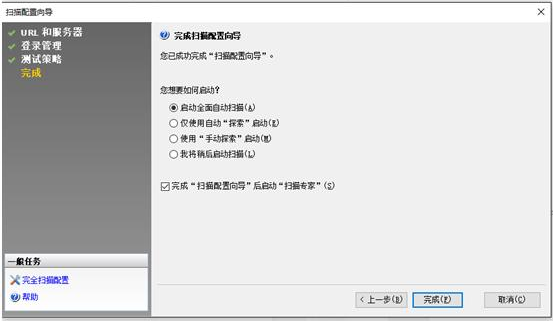 扫描配置向导
URL 和服务器
登录管理
测试策略
完成
完成扫描配置向导
您已成功完成“扫描配置向导”。
您想要如何启动?
启动全面自动扫描(A)
仅使用自动“探索”启动(E)
使用“手动探索”启动(M)
我将稍后启动扫描(L)
完成“扫描配置向导”后启动“扫描专家”(S)
一般任务
完全扫描配置
帮助
< 上一步(B)
完成(F)
取消(C)